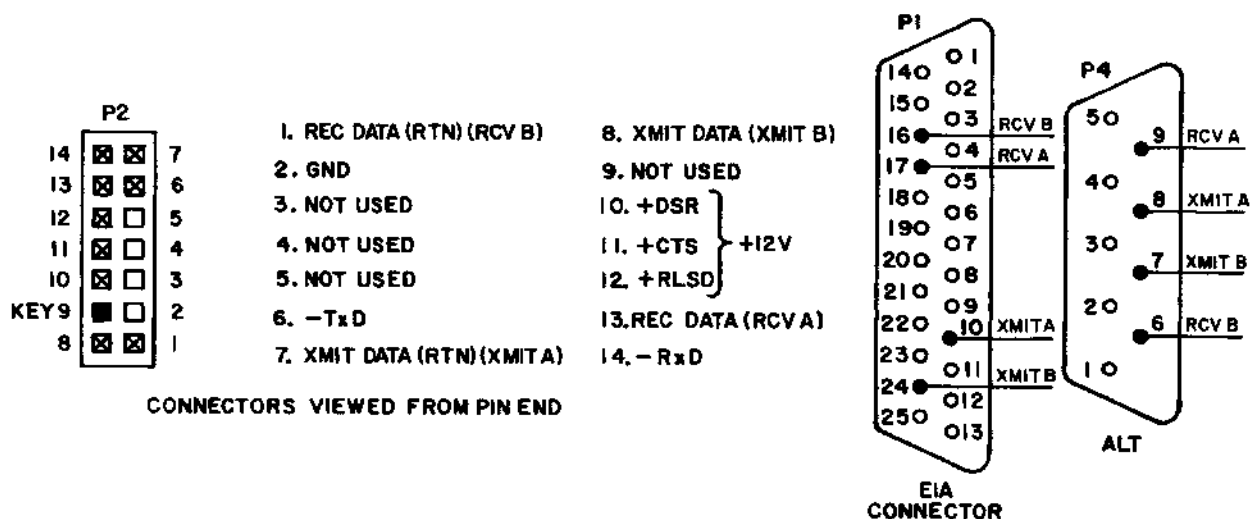 P2
14 7
13 6
12 5
11 4
10 3
KEY 9 2
8 1
1. REC DATA (RTN) (RCV B)
2. GND
3. NOT USED
4. NOT USED
5. NOT USED
6. -TxD
7. XMIT DATA (RTN) (XMIT A)
8. XMIT DATA (XMIT B)
9. NOT USED
10. +DSR
11. +CTS
12. +RLSD
+12V
13. REC DATA (RCV A)
14. -RxD
CONNECTORS VIEWED FROM PIN END
P1
1
14
2
15
3
16 RCV B
4
17 RCV A
5
18
6
19
7
20
8
21
9
22
10 XMIT A
23
11
24 XMIT B
12
25
13
EIA
CONNECTOR
P4
5
9 RCV A
4
8 XMIT A
3
7 XMIT B
2
6 RCV B
1
ALT